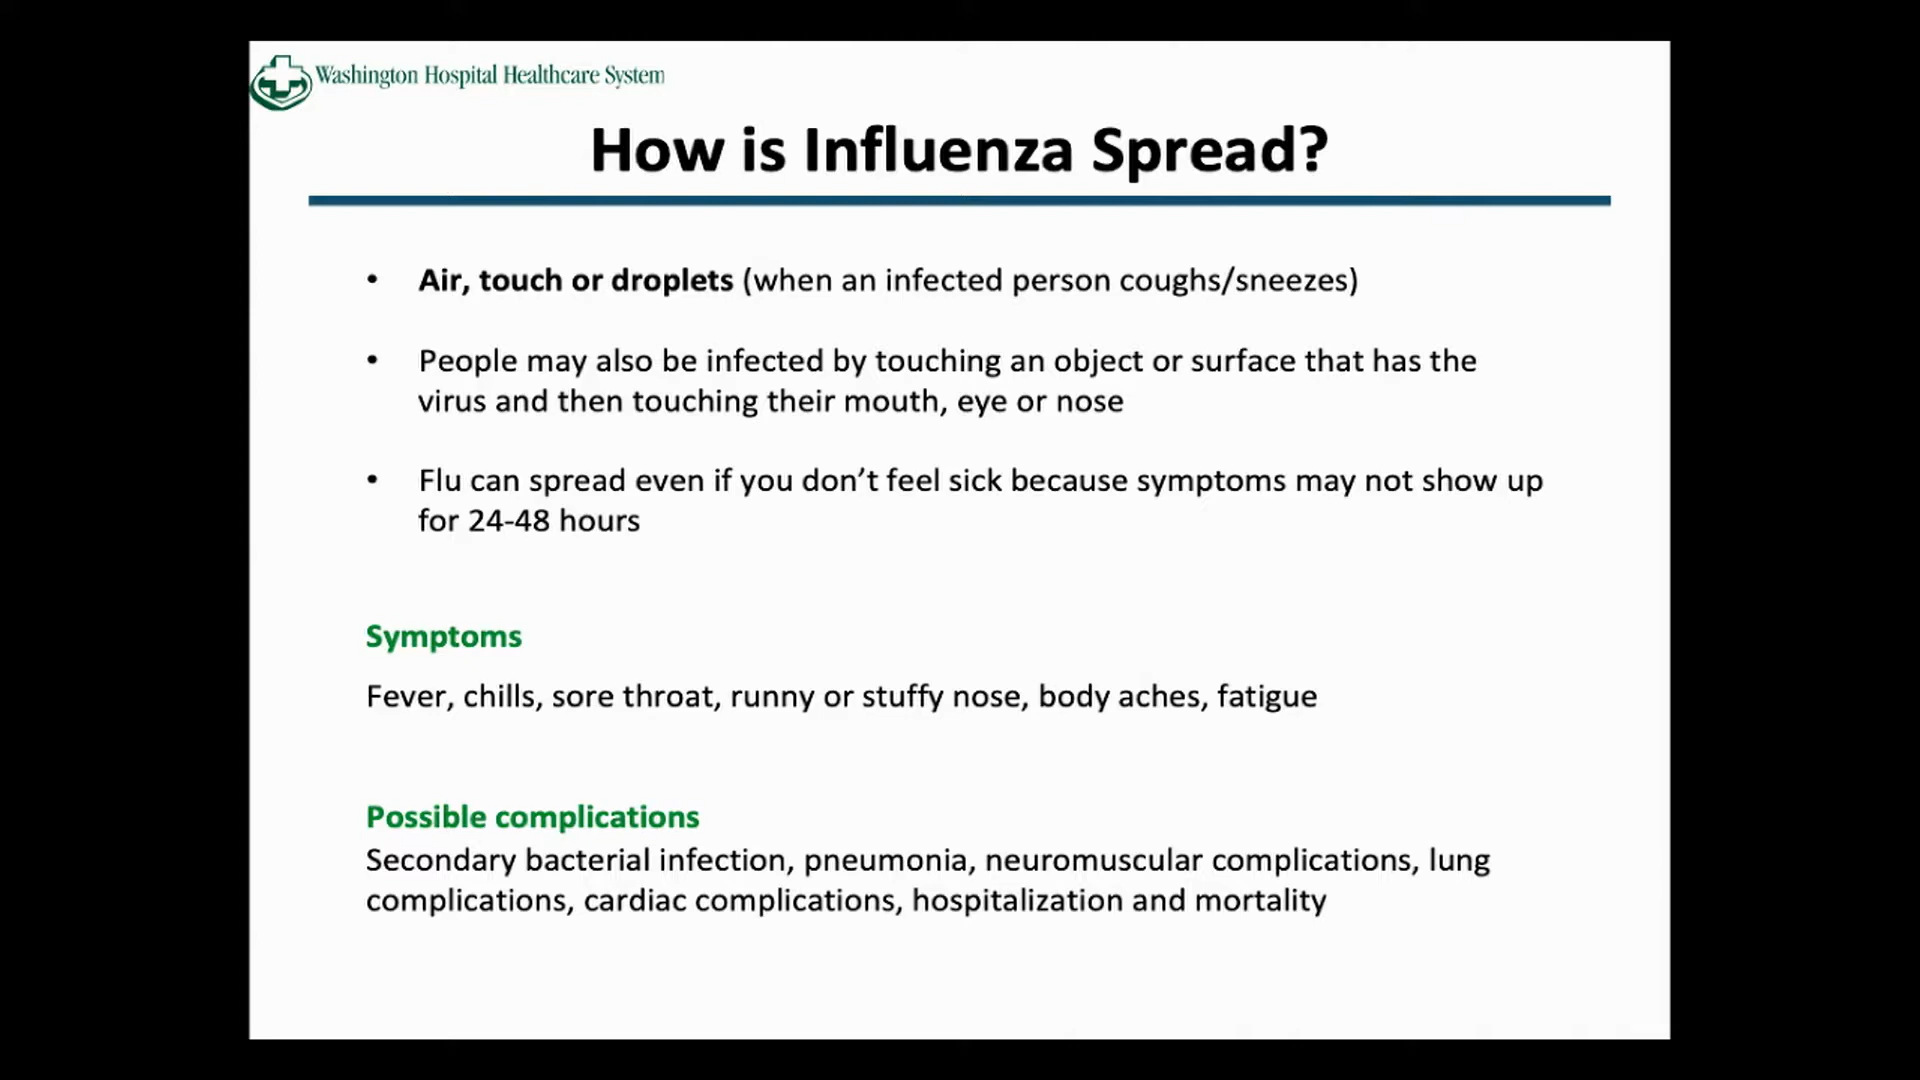 Washington Hospital Healthcare System
How is Influenza Spread?
• Air, touch or droplets (when an infected person coughs/sneezes)
• People may also be infected by touching an object or surface that has the
virus and then touching their mouth, eye or nose
• Flu can spread even if you don’t feel sick because symptoms may not show up
for 24-48 hours
Symptoms
Fever, chills, sore throat, runny or stuffy nose, body aches, fatigue
Possible complications
Secondary bacterial infection, pneumonia, neuromuscular complications, lung
complications, cardiac complications, hospitalization and mortality